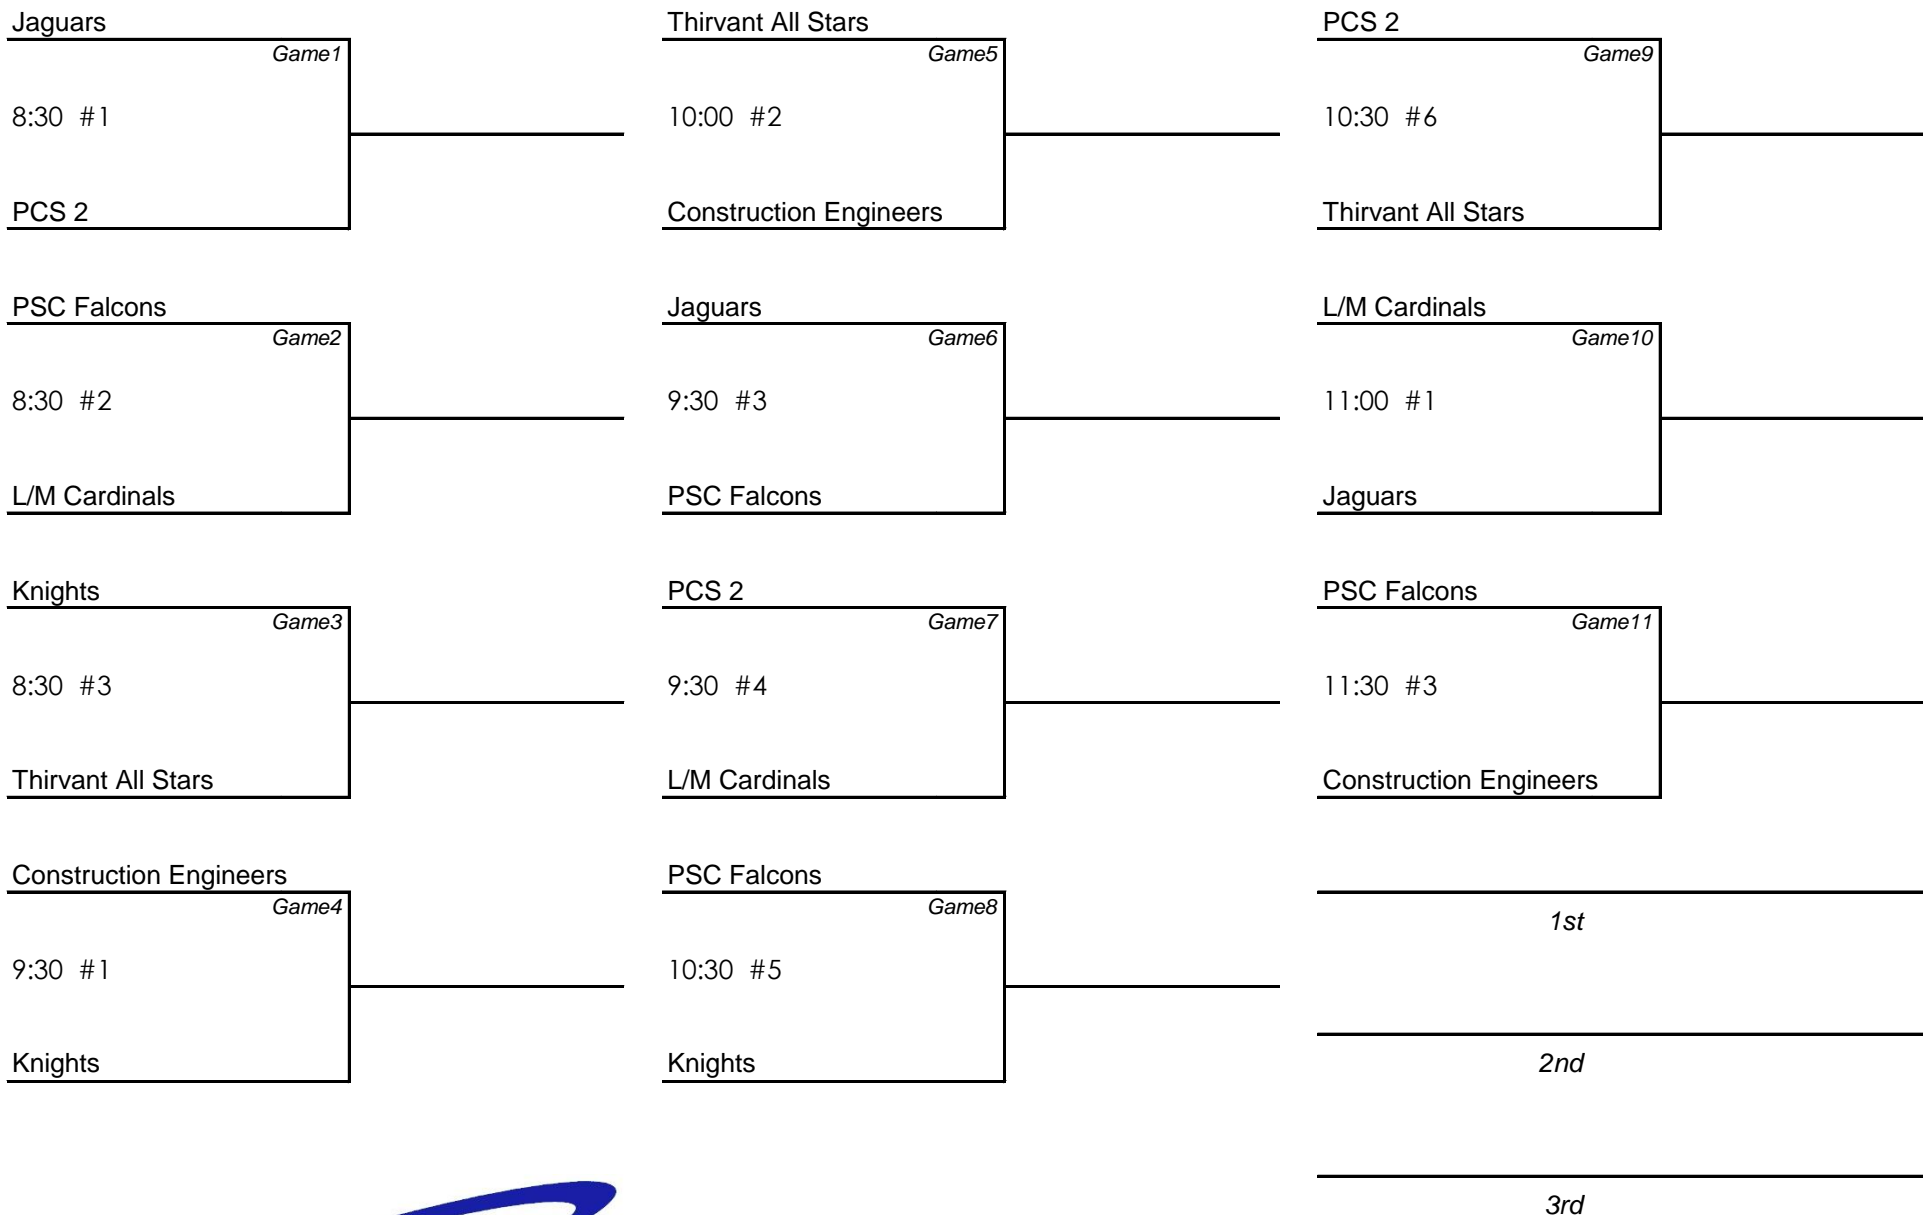 Jaguars
Game1
8:30 #1
PCS 2
PSC Falcons
Game2
8:30 #2
L/M Cardinals
Knights
Game3
8:30 #3
Thirvant All Stars
Construction Engineers
Game4
9:30 #1
Knights
Thirvant All Stars
Game5
10:00 #2
Construction Engineers
Jaguars
Game6
9:30 #3
PSC Falcons
PCS 2
Game7
9:30 #4
L/M Cardinals
PSC Falcons
Game8
10:30 #5
Knights
PCS 2
Game9
10:30 #6
Thirvant All Stars
L/M Cardinals
Game10
11:00 #1
Jaguars
PSC Falcons
Game11
11:30 #3
Construction Engineers
1st
2nd
3rd